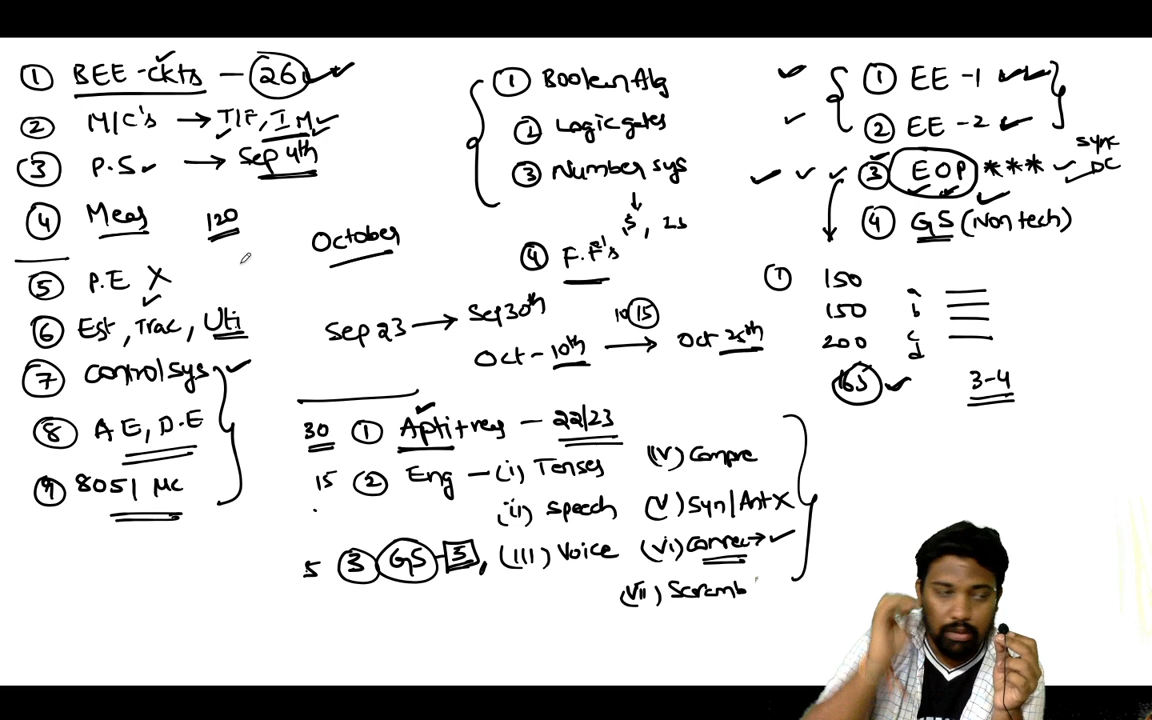 ① BEE -ckts — 26
② M/C's → T/F, IM
③ P.S → Sep 4th
④ Meas 120
⑤ P.E X
⑥ Est, Trac, Uti
⑦ control sys
⑧ A E, D.E
⑨ 8051 MC
① Boolean Alg
② Logic gates
③ Number sys
④ F.F's
October
Sep 23 → Sep 30th
Oct - 10th → Oct 25th
15
30 ① Apti + reg — 22/23
15 ② Eng — (i) Tenses
(ii) speech
5 ③ GS - 5, (iii) Voice
(iv) Compre
(v) Syn/Ant X
(vi) Correc →
(vii) Scramb
① EE -1
② EE -2
③ EOP *** Sync DC
④ GS (Non tech)
① 150
150
200
165
a
b
c
d
3-4